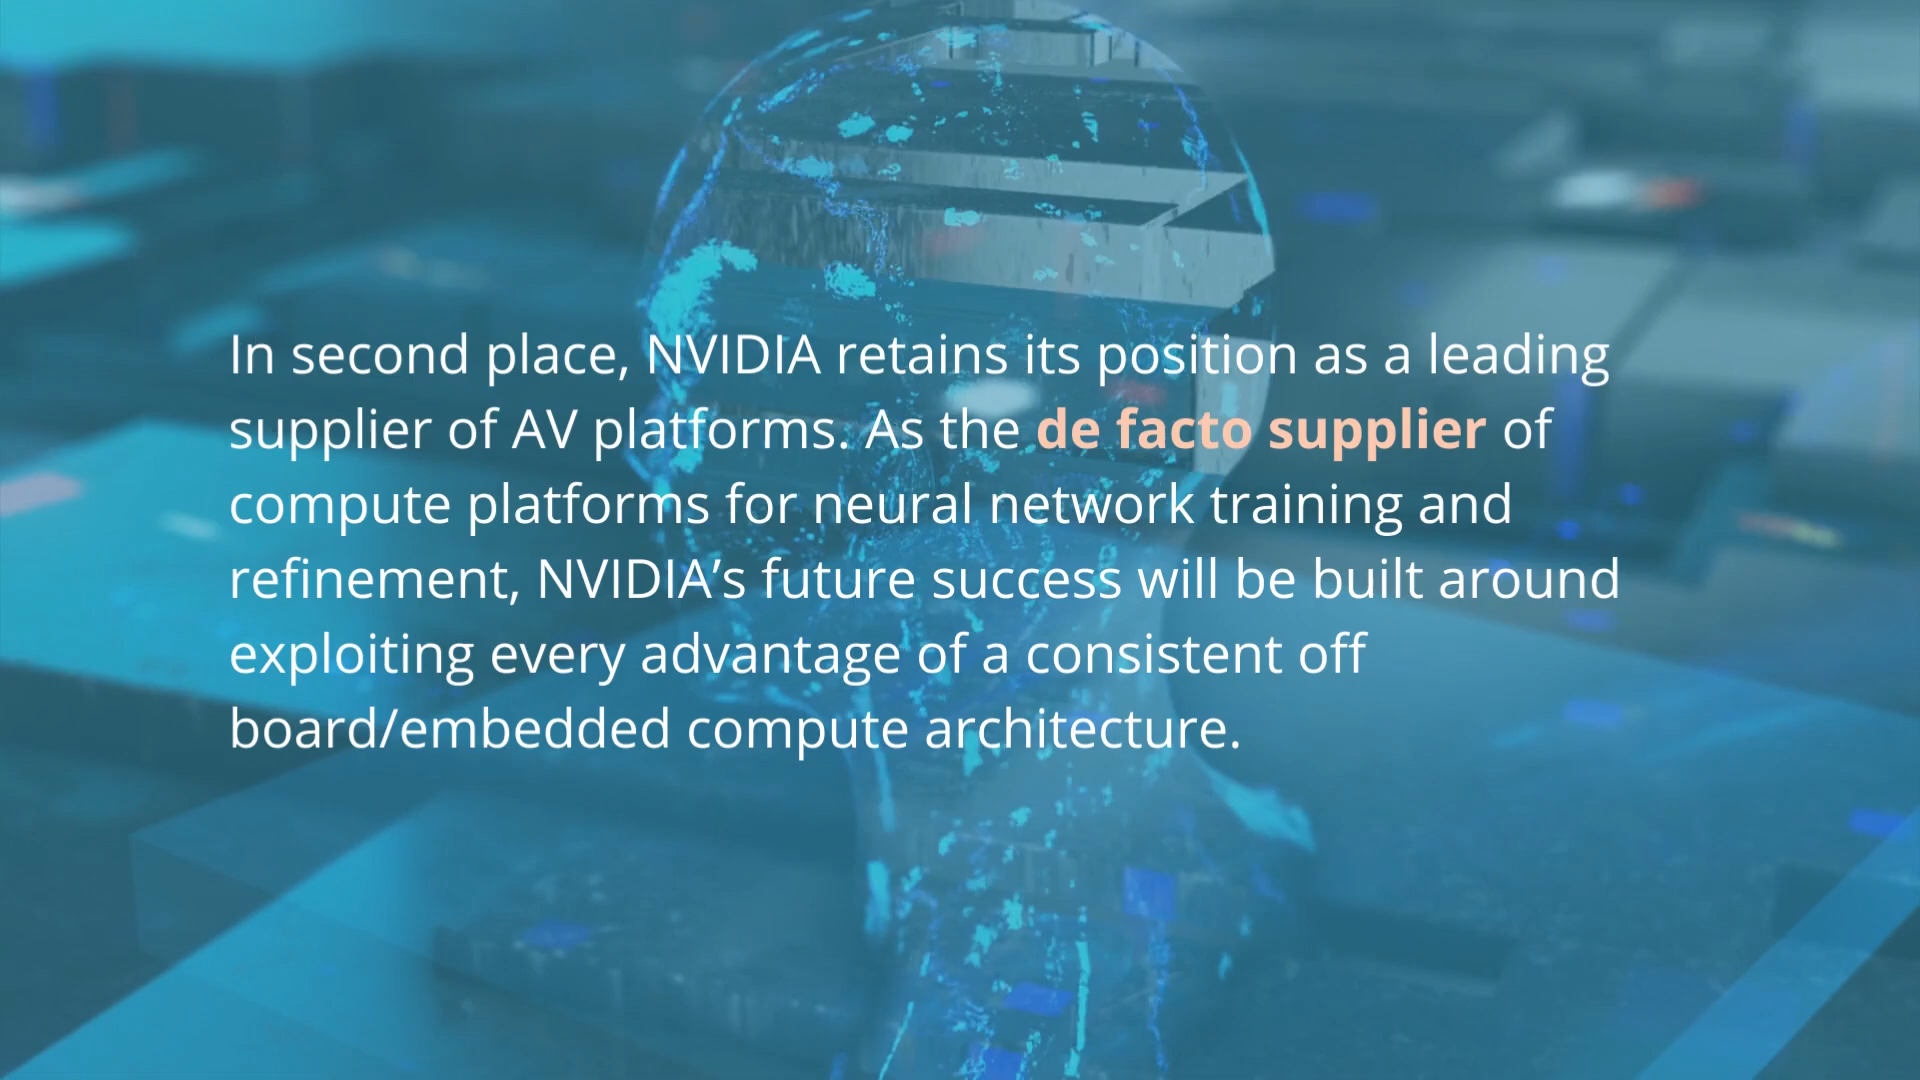 In second place, NVIDIA retains its position as a leading
supplier of AV platforms. As the de facto supplier of
compute platforms for neural network training and
refinement, NVIDIA’s future success will be built around
exploiting every advantage of a consistent off
board/embedded compute architecture.